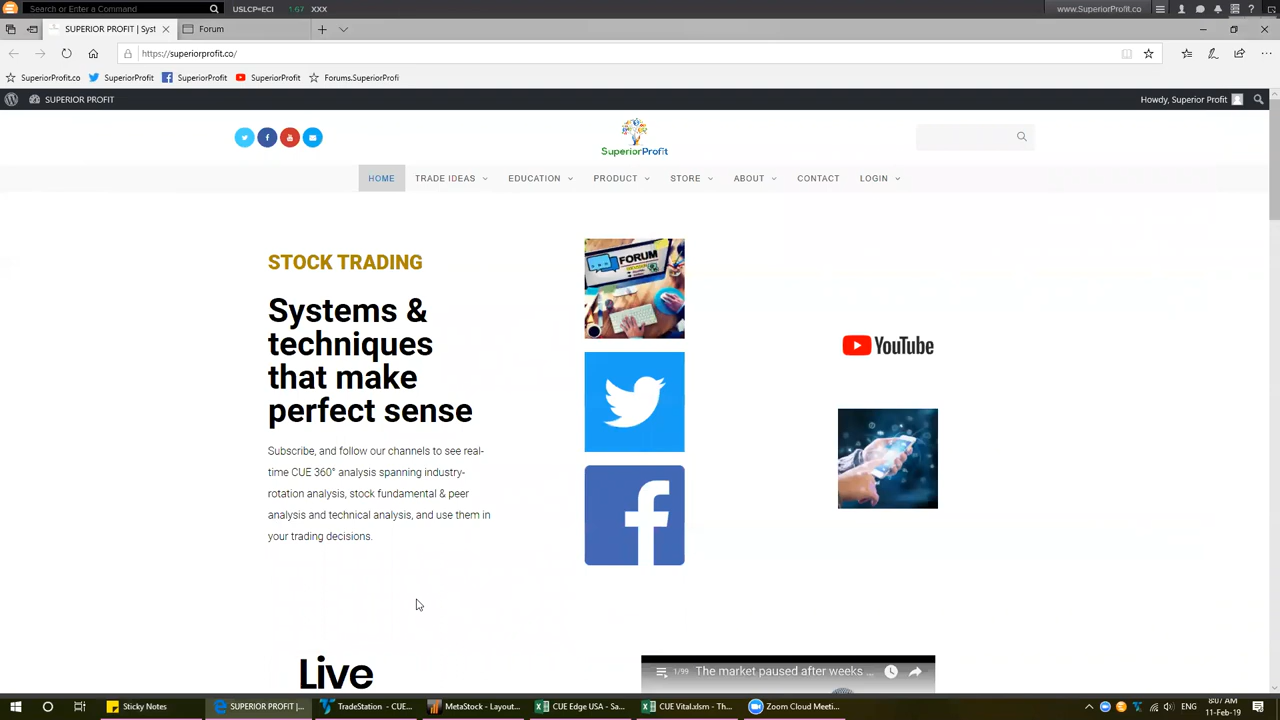 Search or Enter a Command USLCP=ECI 1.67 XXX www.SuperiorProfit.co
SUPERIOR PROFIT | Syst Forum
https://superiorprofit.co/
SuperiorProfit.co SuperiorProfit SuperiorProfit SuperiorProfit Forums.SuperiorProfi
SUPERIOR PROFIT Howdy, Superior Profit
SuperiorProfit
HOME TRADE IDEAS EDUCATION PRODUCT STORE ABOUT CONTACT LOGIN
STOCK TRADING
FORUM
Systems &
techniques
that make
perfect sense
YouTube
Subscribe, and follow our channels to see real-
time CUE 360° analysis spanning industry-
rotation analysis, stock fundamental & peer
analysis and technical analysis, and use them in
your trading decisions.
Live
1/99 The market paused after weeks ...
Sticky Notes SUPERIOR PROFIT |... TradeStation - CUE... MetaStock - Layout... CUE Edge USA - Sa... CUE Vital.xlsm - Th... Zoom Cloud Meeti...
8:07 AM
11-Feb-19